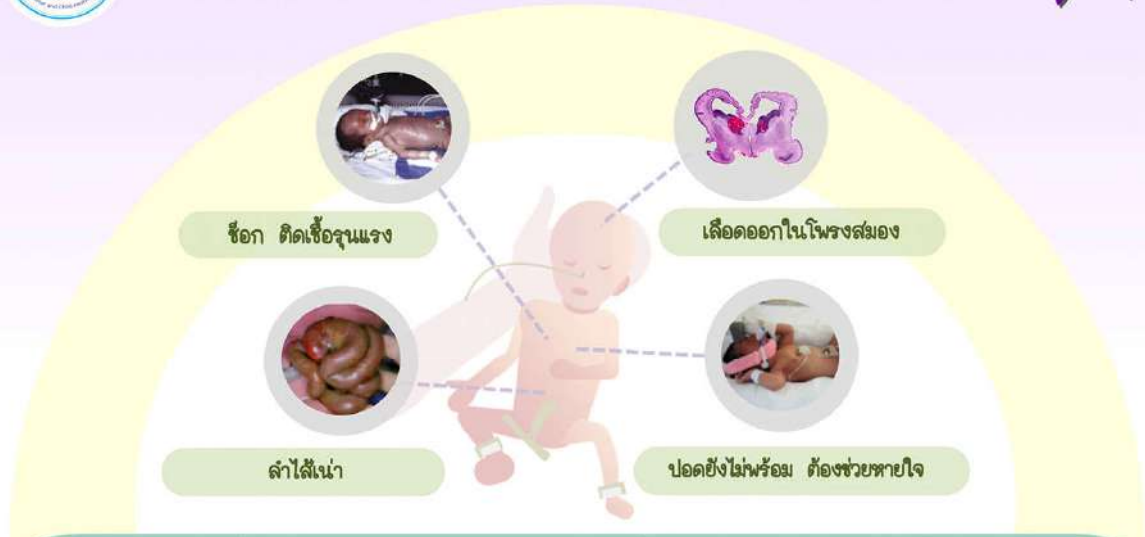 ช็อก ติดเชื้อรุนแรง
เลือดออกในโพรงสมอง
ลำไส้เน่า
ปอดยังไม่พร้อม ต้องช่วยหายใจ